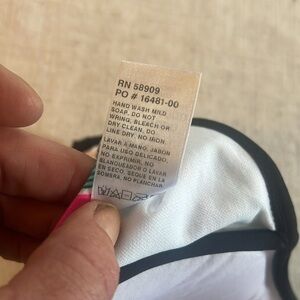 RN 58909
PO # 16481-00
HAND WASH MILD
SOAP, DO NOT
WRING, BLEACH OR
DRY CLEAN, DO
LINE DRY, NO IRON.
LAVAR A MANO, JABON
PARA USO DELICADO,
NO EXPRIMIR, NO
BLANQUEADOR O LAVAR
EN SECO, SEQUE EN LA
SOMBRA, NO PLANCHAR